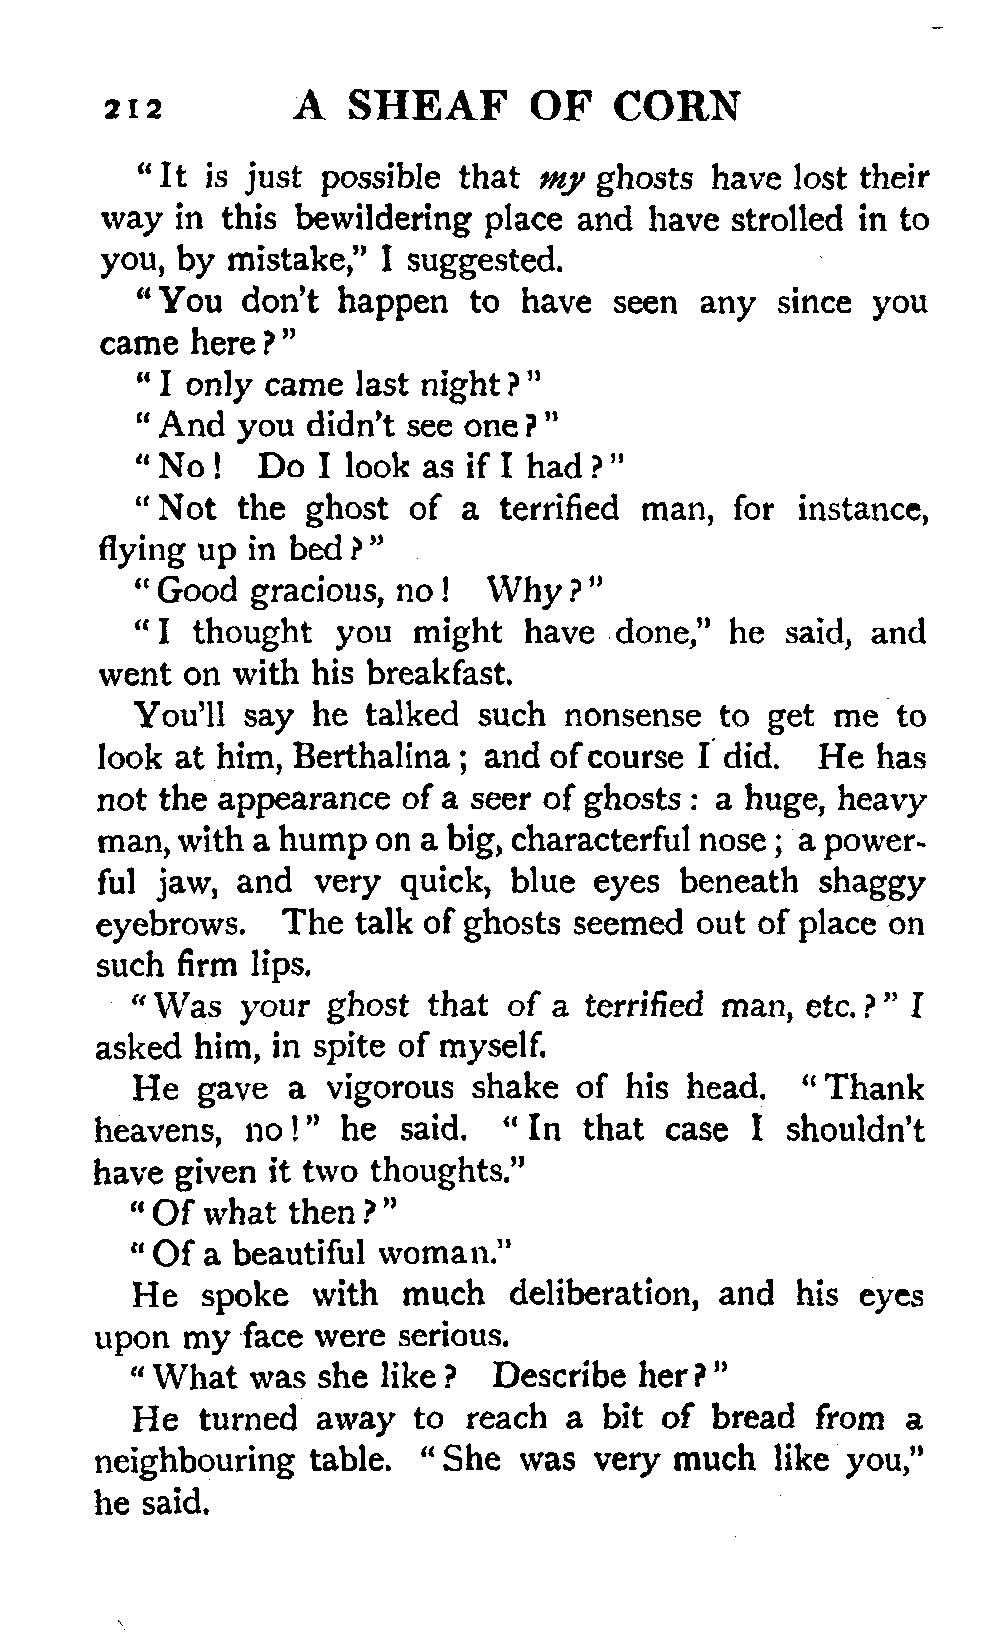 212 A SHEAF OF CORN
"It is just possible that my ghosts have lost their
way in this bewildering place and have strolled in to
you, by mistake," I suggested.
"You don't happen to have seen any since you
came here?"
"I only came last night?"
"And you didn't see one?"
"No! Do I look as if I had?"
"Not the ghost of a terrified man, for instance,
flying up in bed?"
"Good gracious, no! Why?"
"I thought you might have done," he said, and
went on with his breakfast.
You'll say he talked such nonsense to get me to
look at him, Berthalina; and of course I did. He has
not the appearance of a seer of ghosts: a huge, heavy
man, with a hump on a big, characterful nose; a power-
ful jaw, and very quick, blue eyes beneath shaggy
eyebrows. The talk of ghosts seemed out of place on
such firm lips.
"Was your ghost that of a terrified man, etc.?" I
asked him, in spite of myself.
He gave a vigorous shake of his head. "Thank
heavens, no!" he said. "In that case I shouldn't
have given it two thoughts."
"Of what then?"
"Of a beautiful woman."
He spoke with much deliberation, and his eyes
upon my face were serious.
"What was she like? Describe her?"
He turned away to reach a bit of bread from a
neighbouring table. "She was very much like you,"
he said.